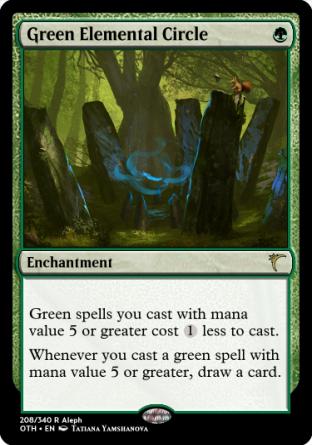 Green Elemental Circle
Enchantment
Green spells you cast with mana
value 5 or greater cost 1 less to cast.
Whenever you cast a green spell with
mana value 5 or greater, draw a card.
208/340 R Aleph
OTH • EN Tatiana Yamshanova